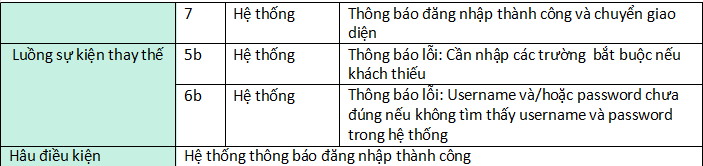 7 Hệ thống Thông báo đăng nhập thành công và chuyển giao
diện
Luồng sự kiện thay thế 5b Hệ thống Thông báo lỗi: Cần nhập các trường bắt buộc nếu
khách thiếu
6b Hệ thống Thông báo lỗi: Username và/hoặc password chưa
đúng nếu không tìm thấy username và password
trong hệ thống
Hâu điều kiện Hệ thống thông báo đăng nhập thành công